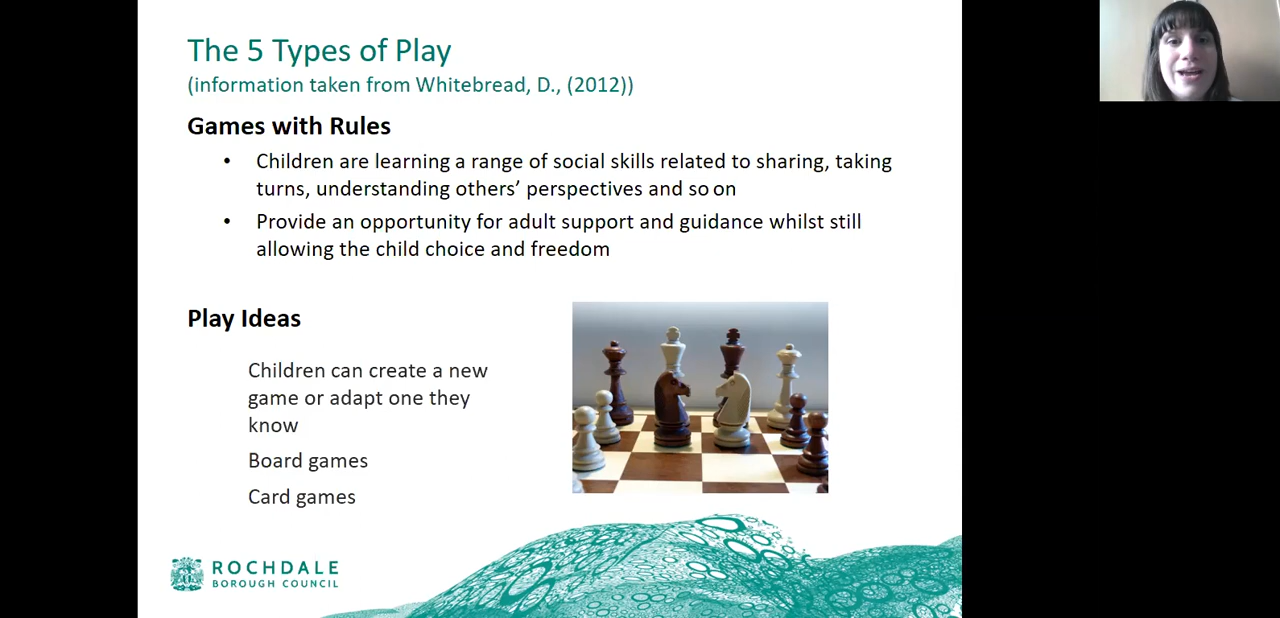 The 5 Types of Play
(information taken from Whitebread, D., (2012))
Games with Rules
• Children are learning a range of social skills related to sharing, taking
turns, understanding others’ perspectives and so on
• Provide an opportunity for adult support and guidance whilst still
allowing the child choice and freedom
Play Ideas
Children can create a new
game or adapt one they
know
Board games
Card games
ROCHDALE
BOROUGH COUNCIL